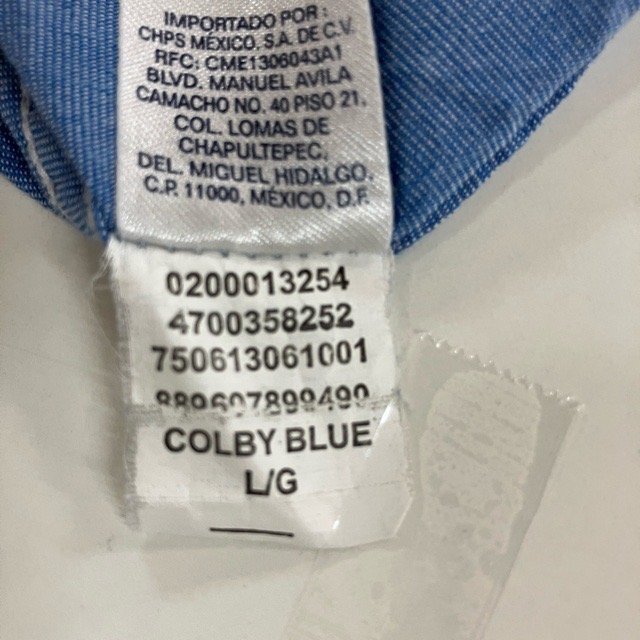 IMPORTADO POR:
CHPS MÉXICO. S.A. DE C.V.
RFC: CME1306043A1
BLVD. MANUEL AVILA
CAMACHO NO. 40 PISO 21.
COL. LOMAS DE
CHAPULTEPEC.
DEL. MIGUEL HIDALGO.
C.P. 11000, MÉXICO, D.F.
0200013254
4700358252
750613061001
889607899490
COLBY BLUE
L/G